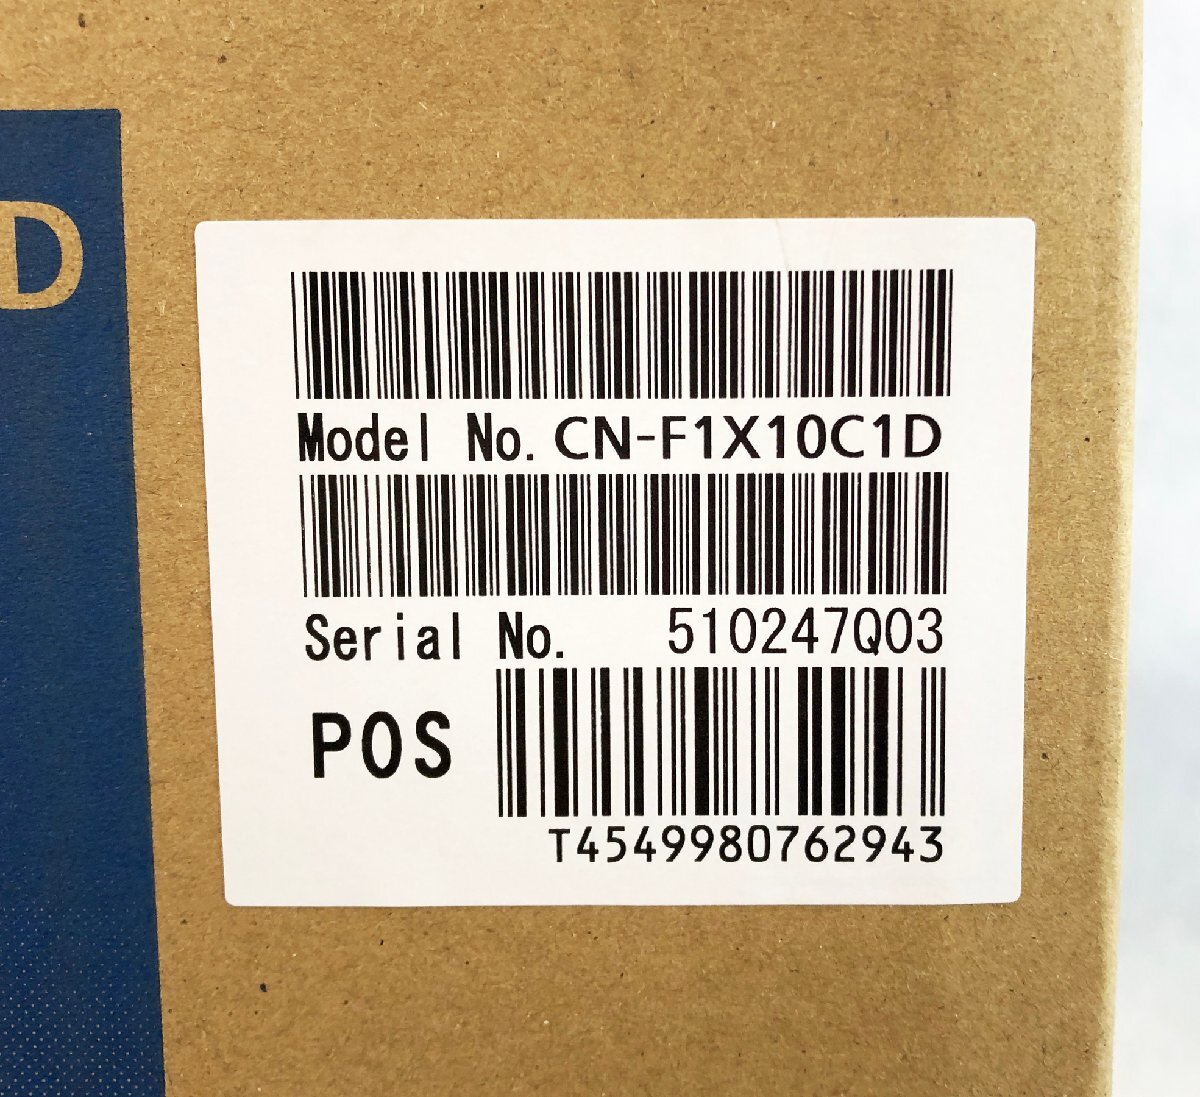 D
Model No. CN-F1X10C1D
Serial No. 510247Q03
POS
T4549980762943